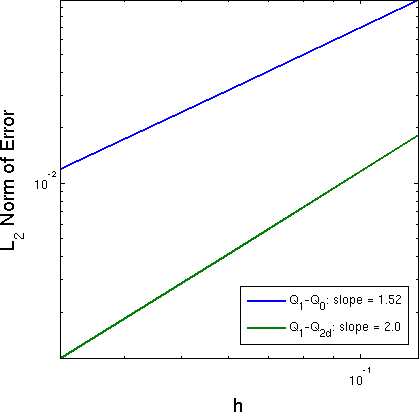 L₂ Norm of Error
10⁻²
Q₁-Q₀: slope = 1.52
Q₁-Q₂d: slope = 2.0
10⁻¹
h